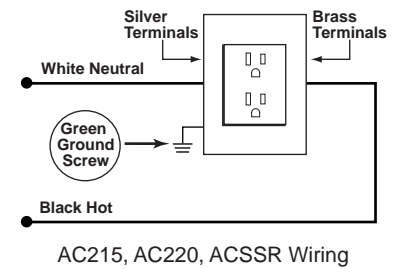 Silver
Terminals
Brass
Terminals
White Neutral
Green
Ground
Screw
Black Hot
AC215, AC220, ACSSR Wiring